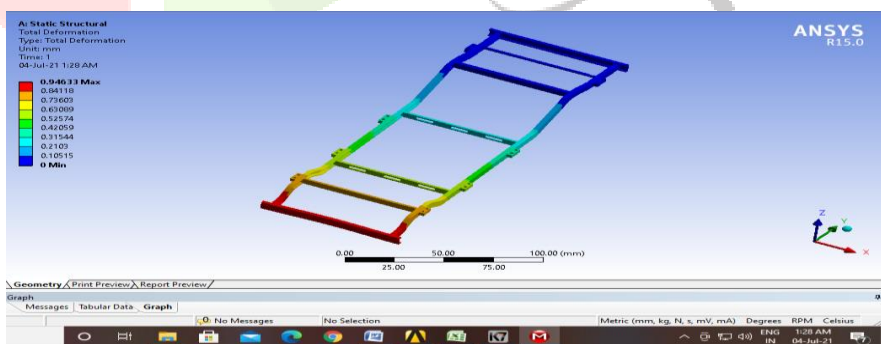 A: Static Structural
Total Deformation
Type: Total Deformation
Unit: mm
Time: 1
04-Jul-21 1:28 AM
0.94633 Max
0.84118
0.73603
0.63089
0.52574
0.42059
0.31544
0.2103
0.10515
0 Min
ANSYS
R15.0
Z
Y
X
0.00 50.00 100.00 (mm)
25.00 75.00
Geometry Print Preview Report Preview
Graph
Messages Tabular Data Graph
No Messages No Selection Metric (mm, kg, N, s, mV, mA) Degrees RPM Celsius
ENG 1:28 AM
IN 04-Jul-21